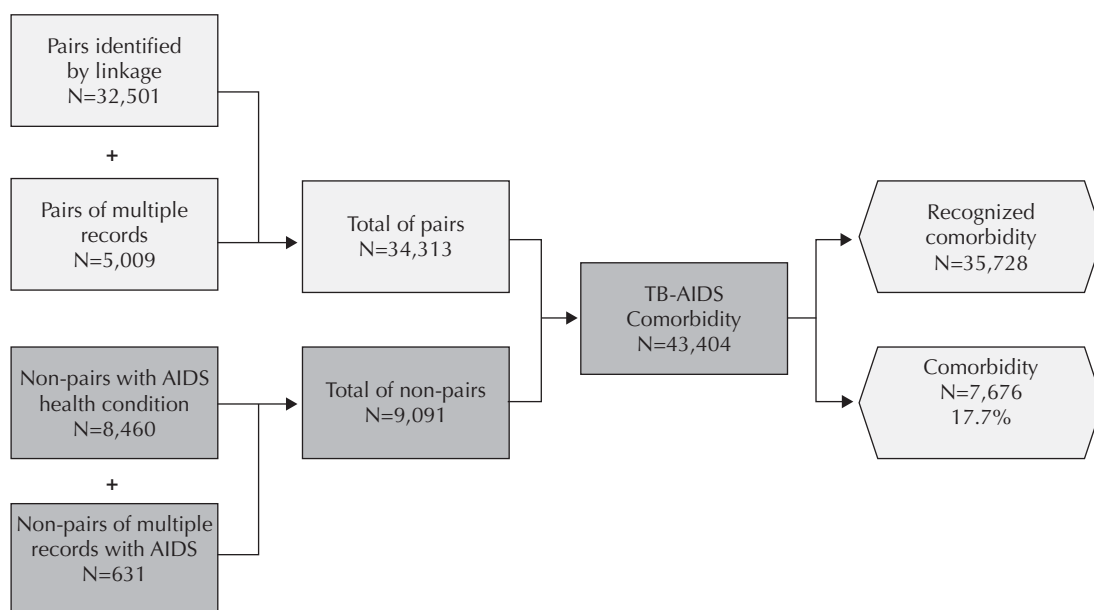 Pairs identified
by linkage
N=32,501
+
Pairs of multiple
records
N=5,009
Total of pairs
N=34,313
Non-pairs with AIDS
health condition
N=8,460
+
Non-pairs of multiple
records with AIDS
N=631
Total of non-pairs
N=9,091
TB-AIDS
Comorbidity
N=43,404
Recognized
comorbidity
N=35,728
Comorbidity
N=7,676
17.7%